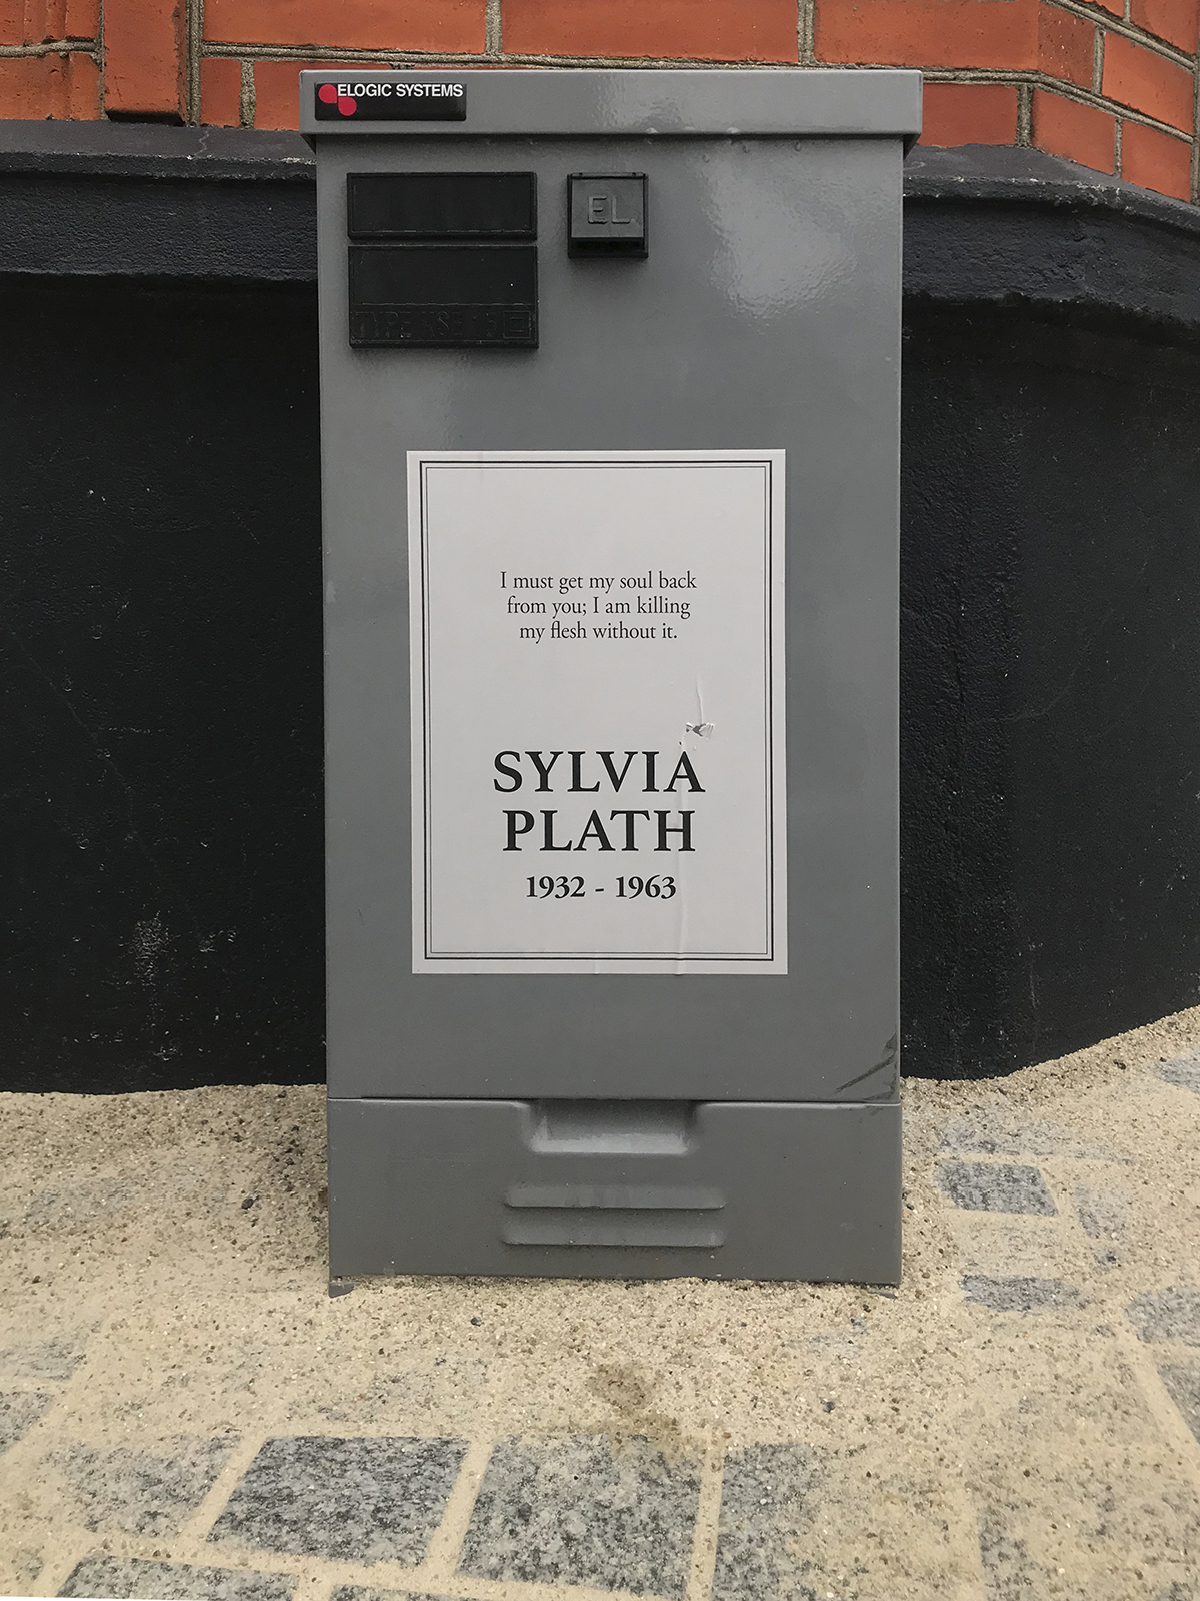 ELOGIC SYSTEMS
EL
I must get my soul back
from you; I am killing
my flesh without it.
SYLVIA
PLATH
1932 - 1963